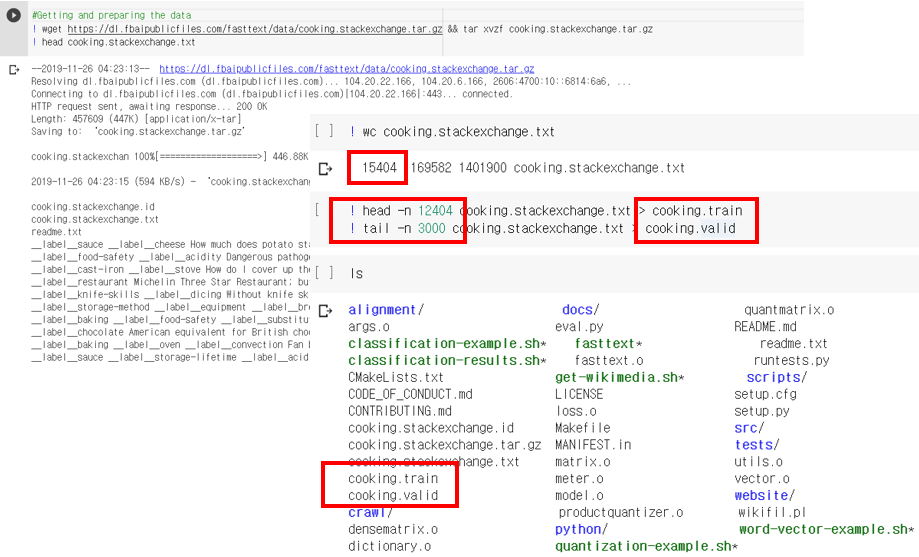 #Getting and preparing the data
! wget https://dl.fbaipublicfiles.com/fasttext/data/cooking.stackexchange.tar.gz && tar xvzf cooking.stackexchange.tar.gz
! head cooking.stackexchange.txt
--2019-11-26 04:23:13-- https://dl.fbaipublicfiles.com/fasttext/data/cooking.stackexchange.tar.gz
Resolving dl.fbaipublicfiles.com (dl.fbaipublicfiles.com)... 104.20.22.166, 104.20.6.166, 2606:4700:10::6814:6a6, ...
Connecting to dl.fbaipublicfiles.com (dl.fbaipublicfiles.com)|104.20.22.166|:443... connected.
HTTP request sent, awaiting response... 200 OK
Length: 457609 (447K) [application/x-tar]
Saving to: 'cooking.stackexchange.tar.gz'
cooking.stackexchan 100%[===================>] 446.88K
2019-11-26 04:23:15 (594 KB/s) - 'cooking.stackexchang
cooking.stackexchange.id
cooking.stackexchange.txt
readme.txt
__label__sauce __label__cheese How much does potato sta
__label__food-safety __label__acidity Dangerous pathoge
__label__cast-iron __label__stove How do I cover up the
__label__restaurant Michelin Three Star Restaurant; but
__label__knife-skills __label__dicing Without knife sk
__label__storage-method __label__equipment __label__bre
__label__baking __label__food-safety __label__substitu
__label__chocolate American equivalent for British choc
__label__baking __label__oven __label__convection Fan b
__label__sauce __label__storage-lifetime __label__acid
[ ] ! wc cooking.stackexchange.txt
15404 169582 1401900 cooking.stackexchange.txt
[ ! head -n 12404 cooking.stackexchange.txt > cooking.train
! tail -n 3000 cooking.stackexchange.txt > cooking.valid
[ ] ls
alignment/ docs/ quantmatrix.o
args.o eval.py README.md
classification-example.sh* fasttext* readme.txt
classification-results.sh* fasttext.o runtests.py
CMakeLists.txt get-wikimedia.sh* scripts/
CODE_OF_CONDUCT.md LICENSE setup.cfg
CONTRIBUTING.md loss.o setup.py
cooking.stackexchange.id Makefile src/
cooking.stackexchange.tar.gz MANIFEST.in tests/
cooking.stackexchange.txt matrix.o utils.o
cooking.train meter.o vector.o
cooking.valid model.o website/
crawl/ productquantizer.o wikifil.pl
densematrix.o python/ word-vector-example.sh*
dictionary.o quantization-example.sh*